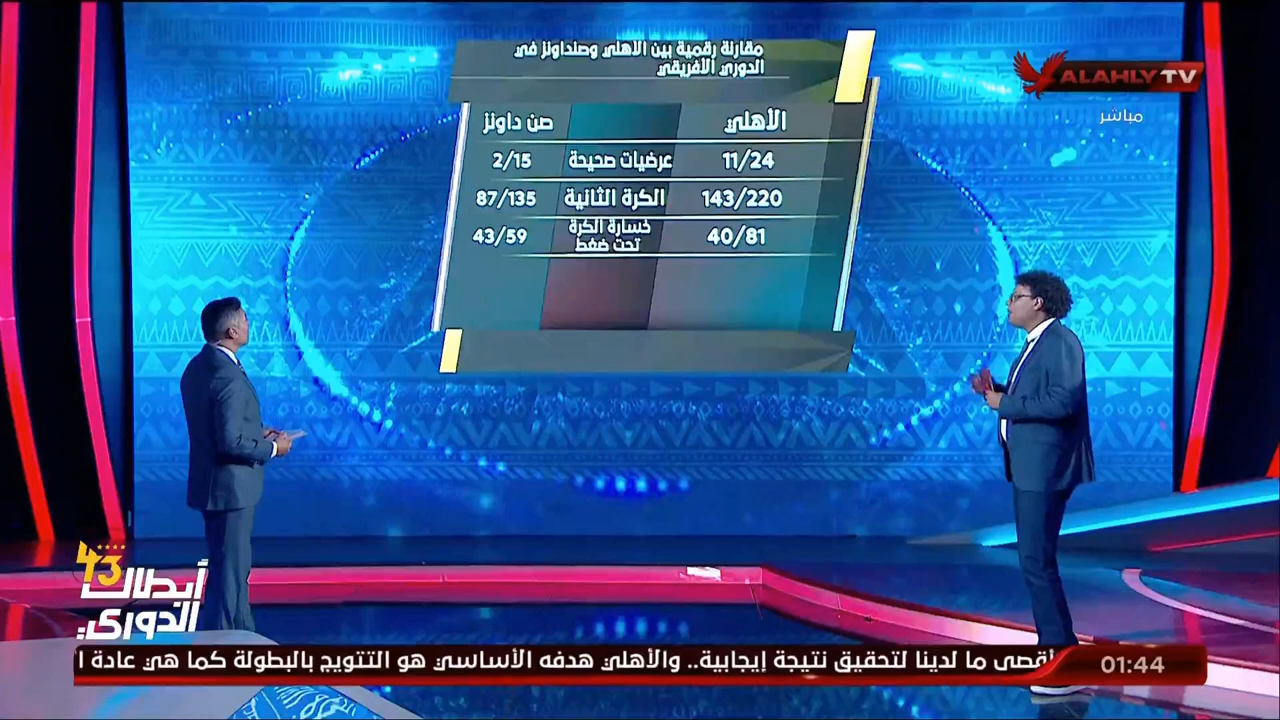 مقارنة رقمية بين الأهلي وصنداونز في
الدوري الأفريقي
ALAHLY TV
مباشر
الأهلي صن داونز
11/24 عرضيات صحيحة 2/15
143/220 الكرة الثانية 87/135
40/81 خسارة الكرة تحت ضغط 43/59
43
أبطال
الدوري
أقصى ما لدينا لتحقيق نتيجة إيجابية.. والأهلي هدفه الأساسي هو التتويج بالبطولة كما هي عادة ا
01:44